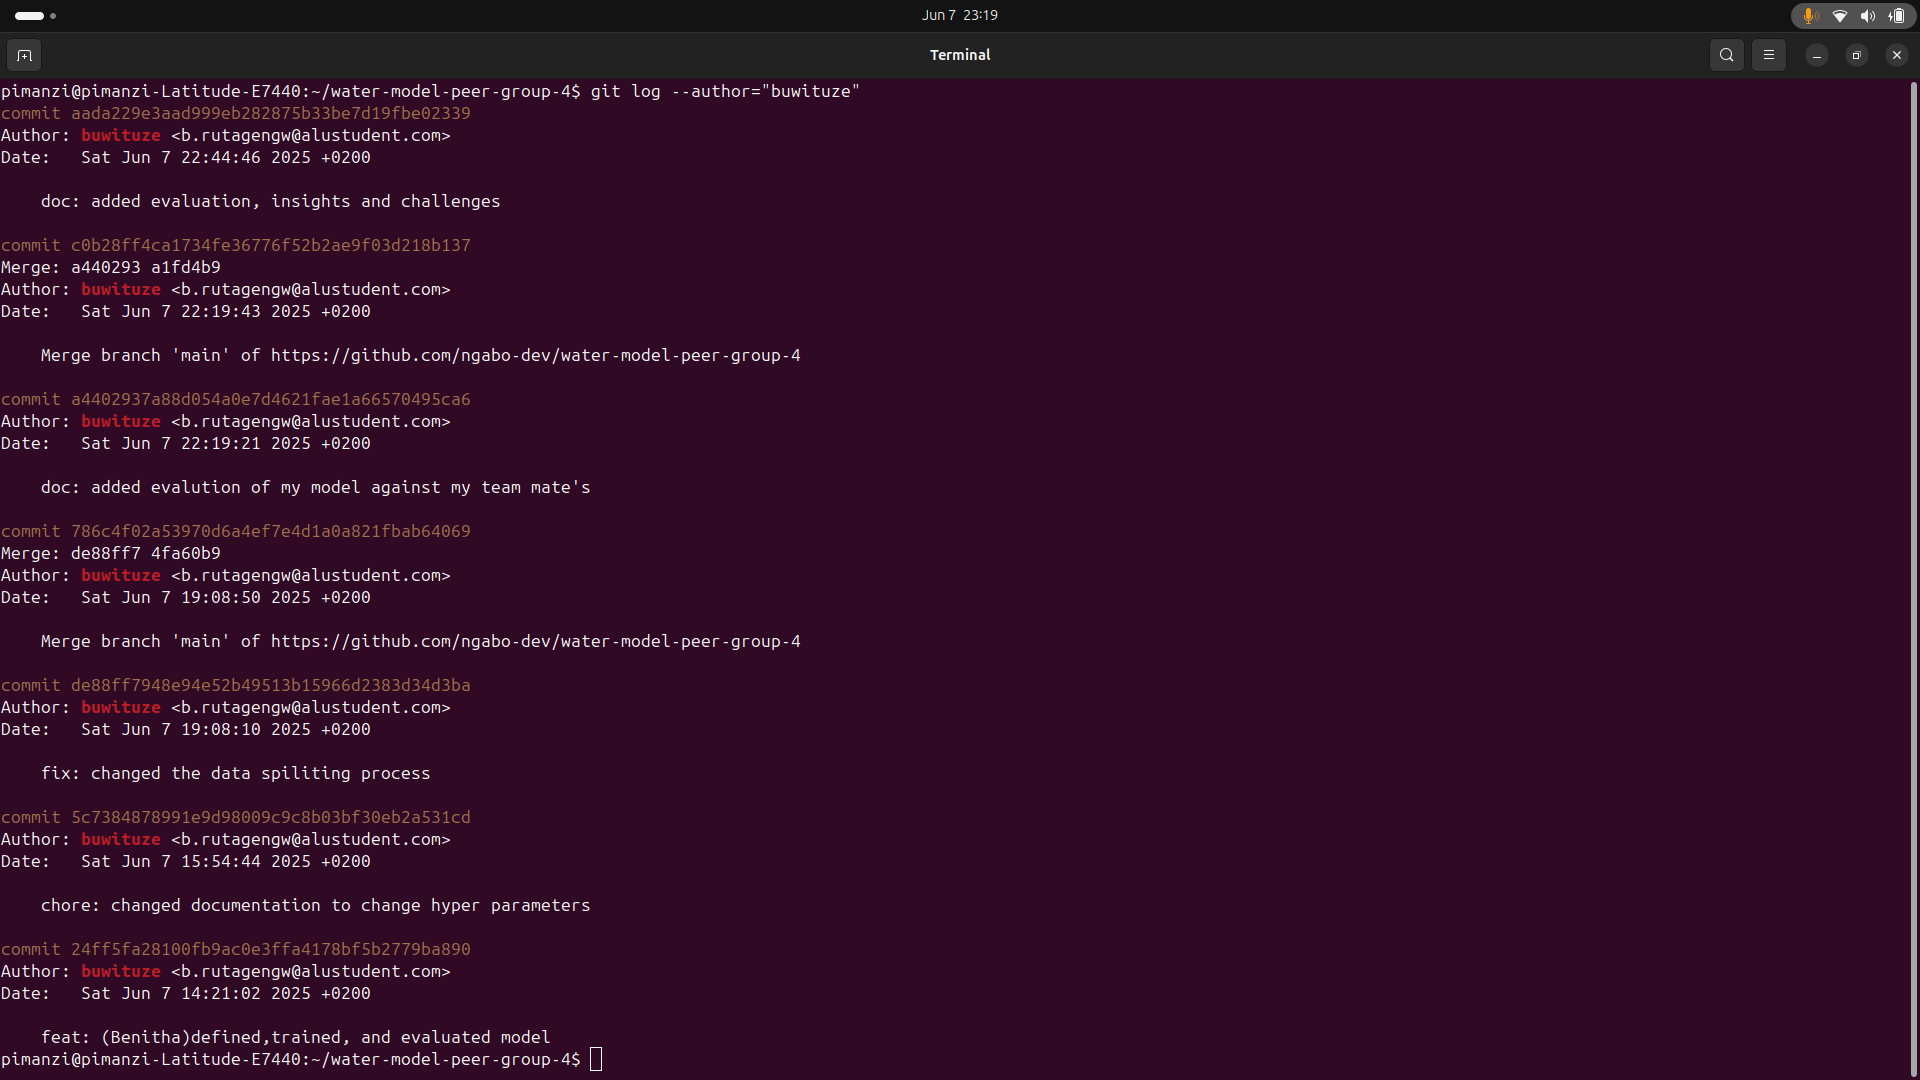 Jun 7 23:19
Terminal
pimanzi@pimanzi-Latitude-E7440:~/water-model-peer-group-4$ git log --author="buwituze"
commit aada229e3aad999eb282875b33be7d19fbe02339
Author: buwituze <b.rutagengw@alustudent.com>
Date:   Sat Jun 7 22:44:46 2025 +0200
    doc: added evaluation, insights and challenges
commit c0b28ff4ca1734fe36776f52b2ae9f03d218b137
Merge: a440293 a1fd4b9
Author: buwituze <b.rutagengw@alustudent.com>
Date:   Sat Jun 7 22:19:43 2025 +0200
    Merge branch 'main' of https://github.com/ngabo-dev/water-model-peer-group-4
commit a4402937a88d054a0e7d4621fae1a66570495ca6
Author: buwituze <b.rutagengw@alustudent.com>
Date:   Sat Jun 7 22:19:21 2025 +0200
    doc: added evalution of my model against my team mate's
commit 786c4f02a53970d6a4ef7e4d1a0a821fbab64069
Merge: de88ff7 4fa60b9
Author: buwituze <b.rutagengw@alustudent.com>
Date:   Sat Jun 7 19:08:50 2025 +0200
    Merge branch 'main' of https://github.com/ngabo-dev/water-model-peer-group-4
commit de88ff7948e94e52b49513b15966d2383d34d3ba
Author: buwituze <b.rutagengw@alustudent.com>
Date:   Sat Jun 7 19:08:10 2025 +0200
    fix: changed the data spiliting process
commit 5c7384878991e9d98009c9c8b03bf30eb2a531cd
Author: buwituze <b.rutagengw@alustudent.com>
Date:   Sat Jun 7 15:54:44 2025 +0200
    chore: changed documentation to change hyper parameters
commit 24ff5fa28100fb9ac0e3ffa4178bf5b2779ba890
Author: buwituze <b.rutagengw@alustudent.com>
Date:   Sat Jun 7 14:21:02 2025 +0200
    feat: (Benitha)defined,trained, and evaluated model
pimanzi@pimanzi-Latitude-E7440:~/water-model-peer-group-4$